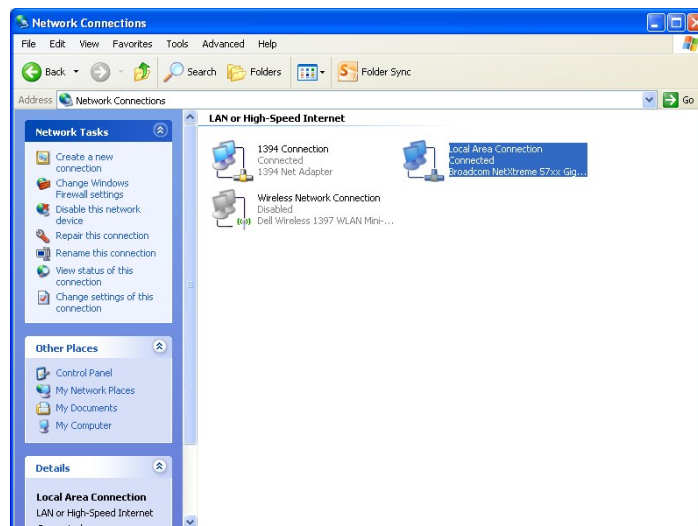 Network Connections
File Edit View Favorites Tools Advanced Help
Back Search Folders Folder Sync
Address Network Connections Go
Network Tasks
Create a new
connection
Change Windows
Firewall settings
Disable this network
device
Repair this connection
Rename this connection
View status of this
connection
Change settings of this
connection
Other Places
Control Panel
My Network Places
My Documents
My Computer
Details
Local Area Connection
LAN or High-Speed Internet
LAN or High-Speed Internet
1394 Connection
Connected
1394 Net Adapter
Local Area Connection
Connected
Broadcom NetXtreme 57xx Gig...
Wireless Network Connection
Disabled
Dell Wireless 1397 WLAN Mini-...